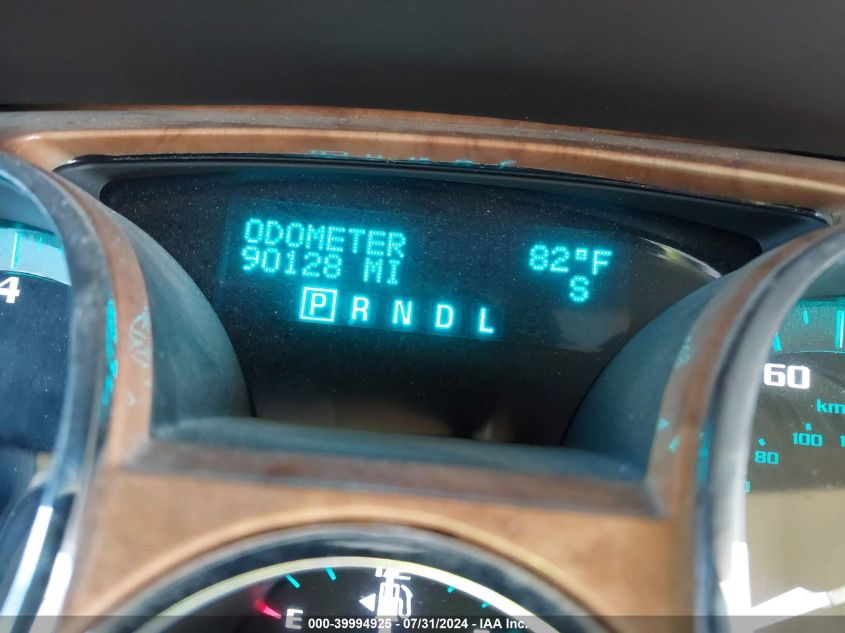 ODOMETER
90128 MI
82°F
S
P R N D L
4
60
km
80
100
E
000-39994925 - 07/31/2024 - IAA Inc.